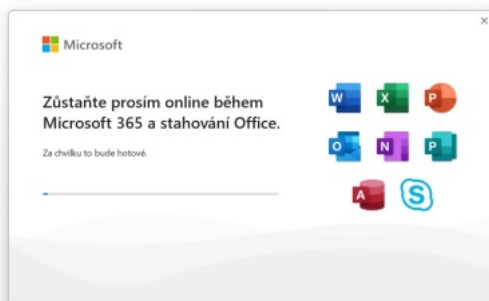 Microsoft
Zůstaňte prosím online během
Microsoft 365 a stahování Office.
Za chvilku to bude hotové.
W X P
O N P
A S